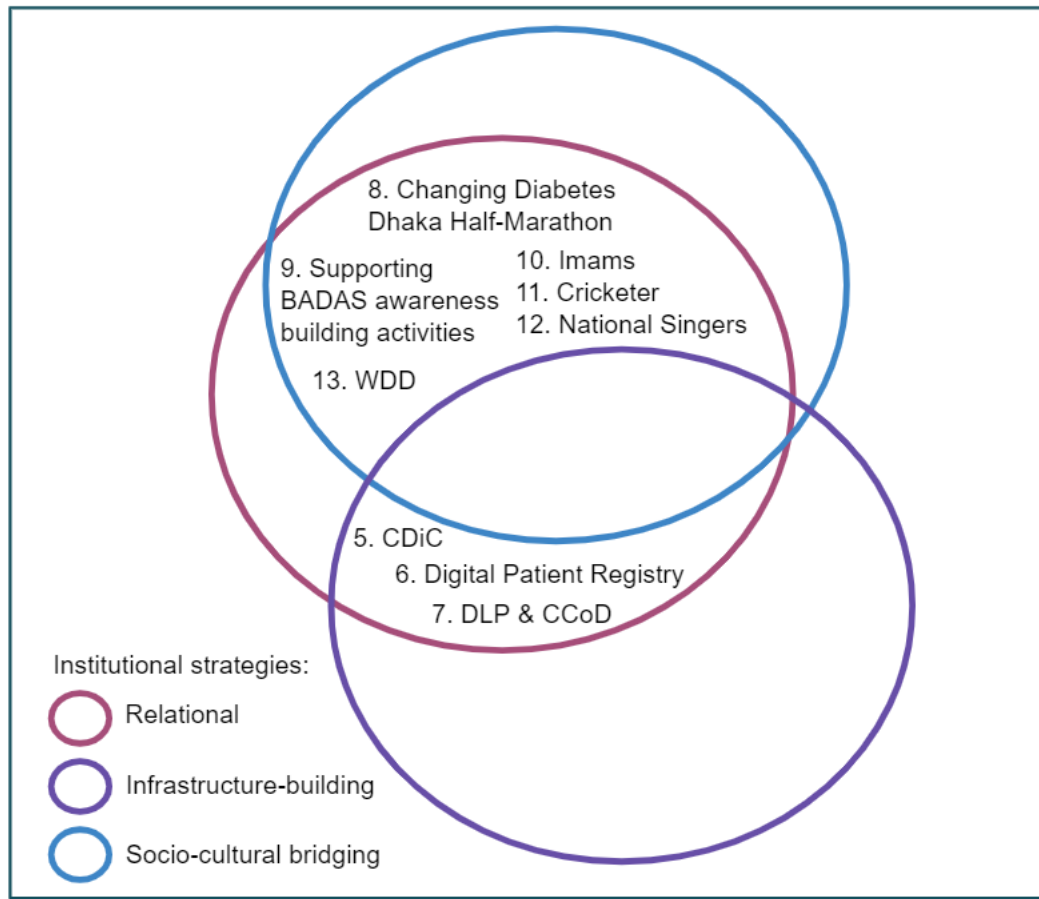 8. Changing Diabetes
Dhaka Half-Marathon
9. Supporting
BADAS awareness
building activities
10. Imams
11. Cricketer
12. National Singers
13. WDD
5. CDiC
6. Digital Patient Registry
7. DLP & CCoD
Institutional strategies:
Relational
Infrastructure-building
Socio-cultural bridging